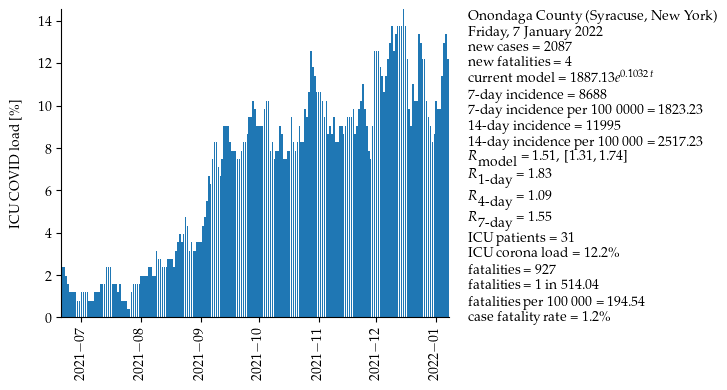 Onondaga County (Syracuse, New York)
Friday, 7 January 2022
new cases = 2087
new fatalities = 4
current model = 1887.13e^0.1032 t
7-day incidence = 8688
7-day incidence per 100 0000 = 1823.23
14-day incidence = 11995
14-day incidence per 100 000 = 2517.23
R_model = 1.51, [1.31, 1.74]
R_1-day = 1.83
R_4-day = 1.09
R_7-day = 1.55
ICU patients = 31
ICU corona load = 12.2%
fatalities = 927
fatalities = 1 in 514.04
fatalities per 100 000 = 194.54
case fatality rate = 1.2%
ICU COVID load [%]
14
12
10
8
6
4
2
0
2021−07
2021−08
2021−09
2021−10
2021−11
2021−12
2022−01